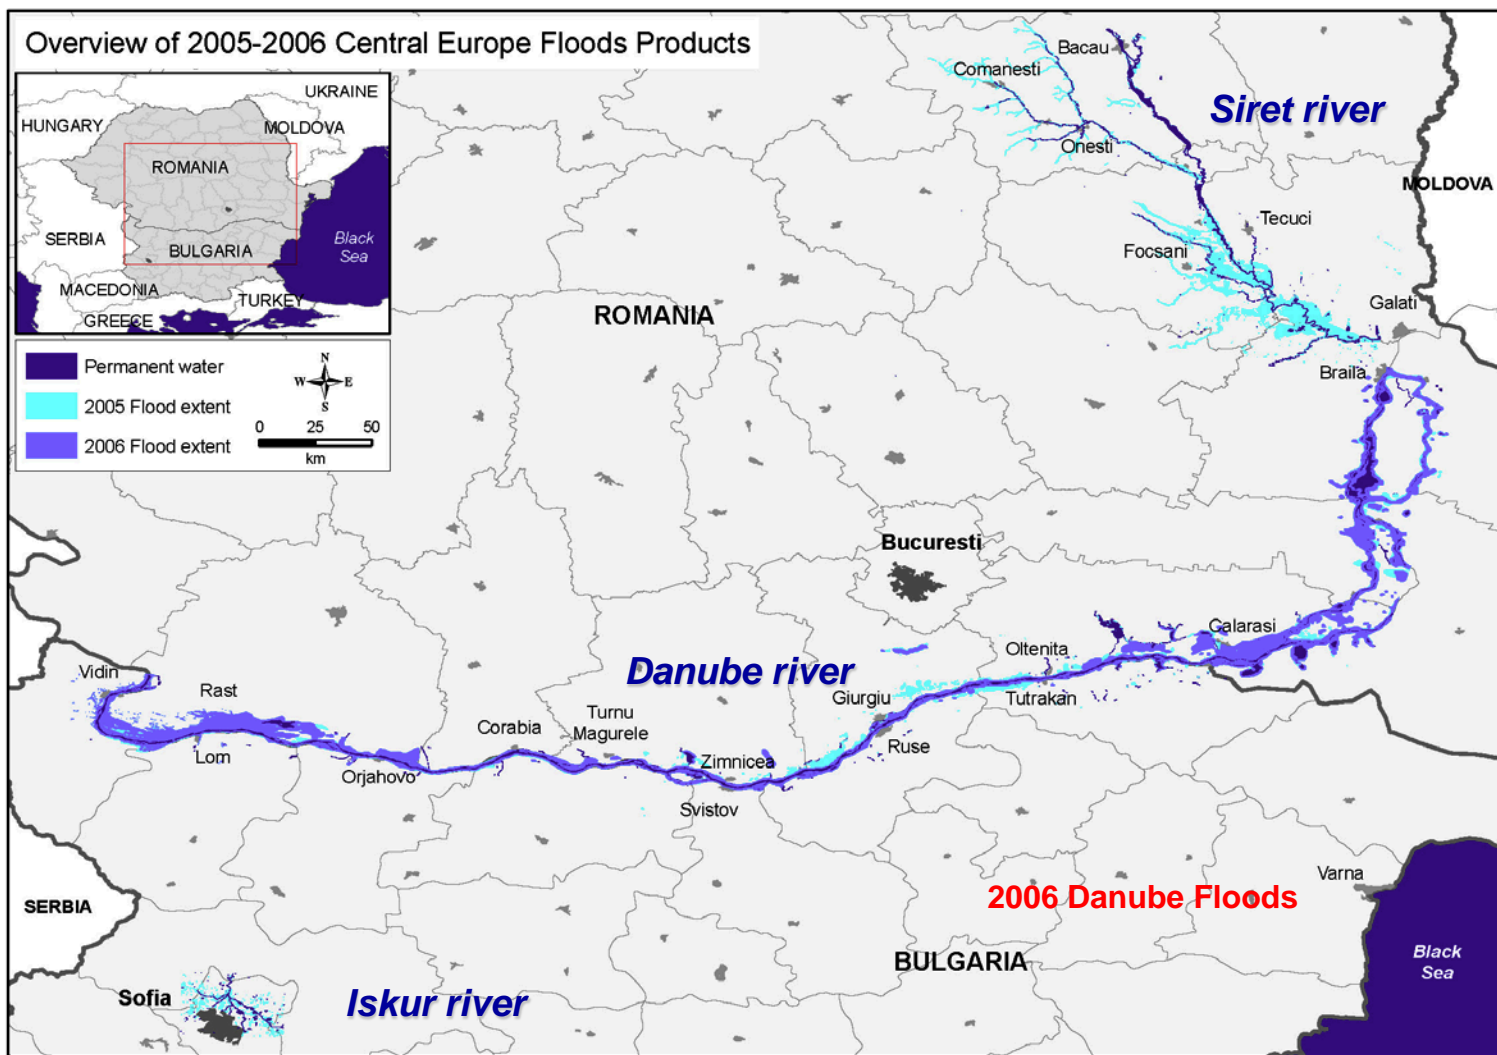 Overview of 2005-2006 Central Europe Floods Products
UKRAINE
HUNGARY
MOLDOVA
ROMANIA
SERBIA
BULGARIA
Black
Sea
MACEDONIA
TURKEY
GREECE
Permanent water
2005 Flood extent
2006 Flood extent
N
W E
S
0 25 50
km
Bacau
Comanesti
Siret river
Onesti
MOLDOVA
Tecuci
Focsani
Galati
ROMANIA
Braila
Bucuresti
Calarasi
Oltenita
Vidin
Danube river
Rast
Giurgiu
Tutrakan
Turnu
Magurele
Corabia
Ruse
Lom
Zimnicea
Orjahovo
Svistov
Varna
2006 Danube Floods
SERBIA
BULGARIA
Black
Sea
Sofia
Iskur river